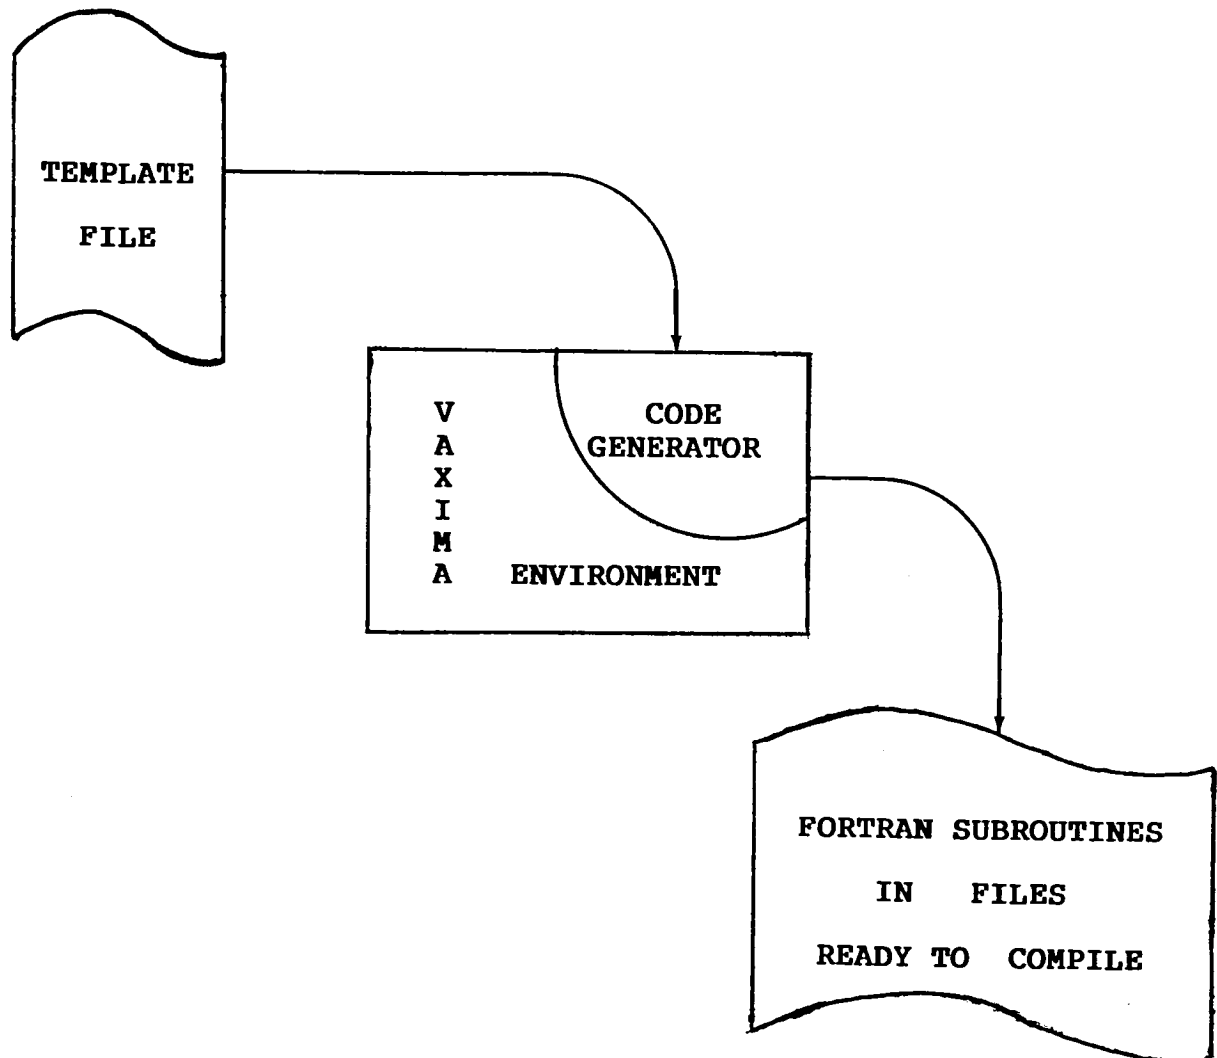 TEMPLATE
FILE
CODE
GENERATOR
V
A
X
I
M
A ENVIRONMENT
FORTRAN SUBROUTINES
IN FILES
READY TO COMPILE